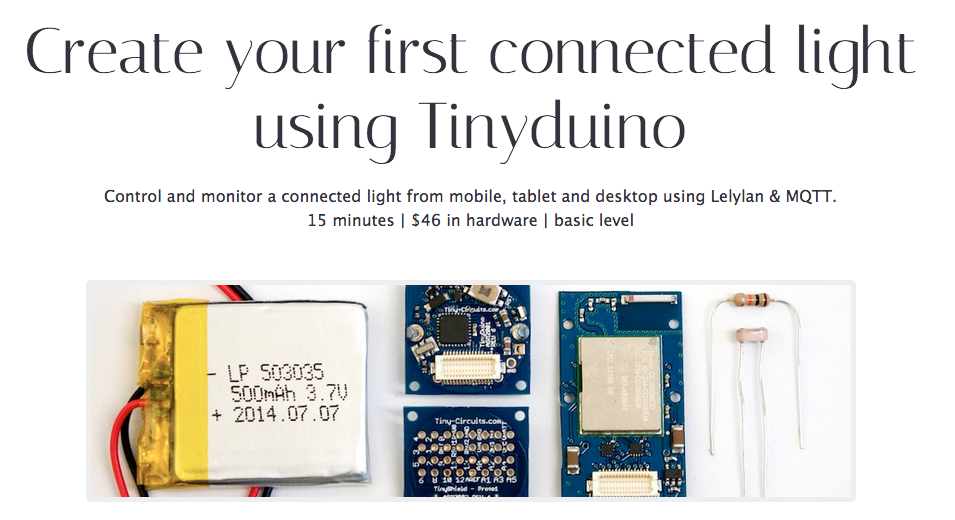 Create your first connected light
using Tinyduino
Control and monitor a connected light from mobile, tablet and desktop using Lelylan & MQTT.
15 minutes | $46 in hardware | basic level
- LP 503035
500mAh 3.7V
+ 2014.07.07
Tiny-Circuits.com
Tiny-Circuits.com
TinyShield - Proto1